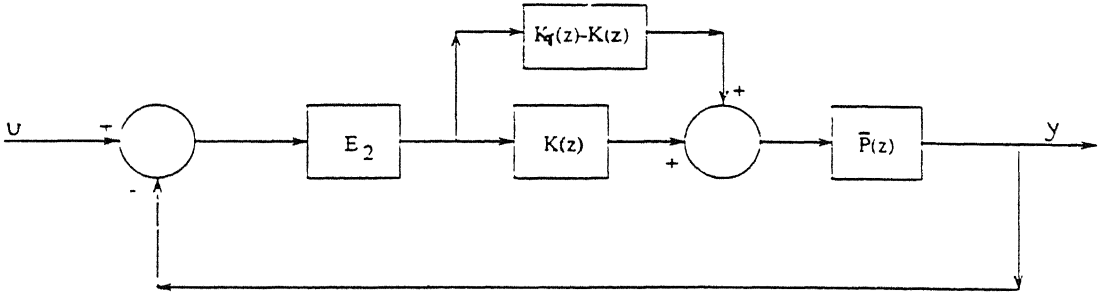 Kq(z)-K(z)
+
U
+
E2
K(z)
+
P̅(z)
y
-